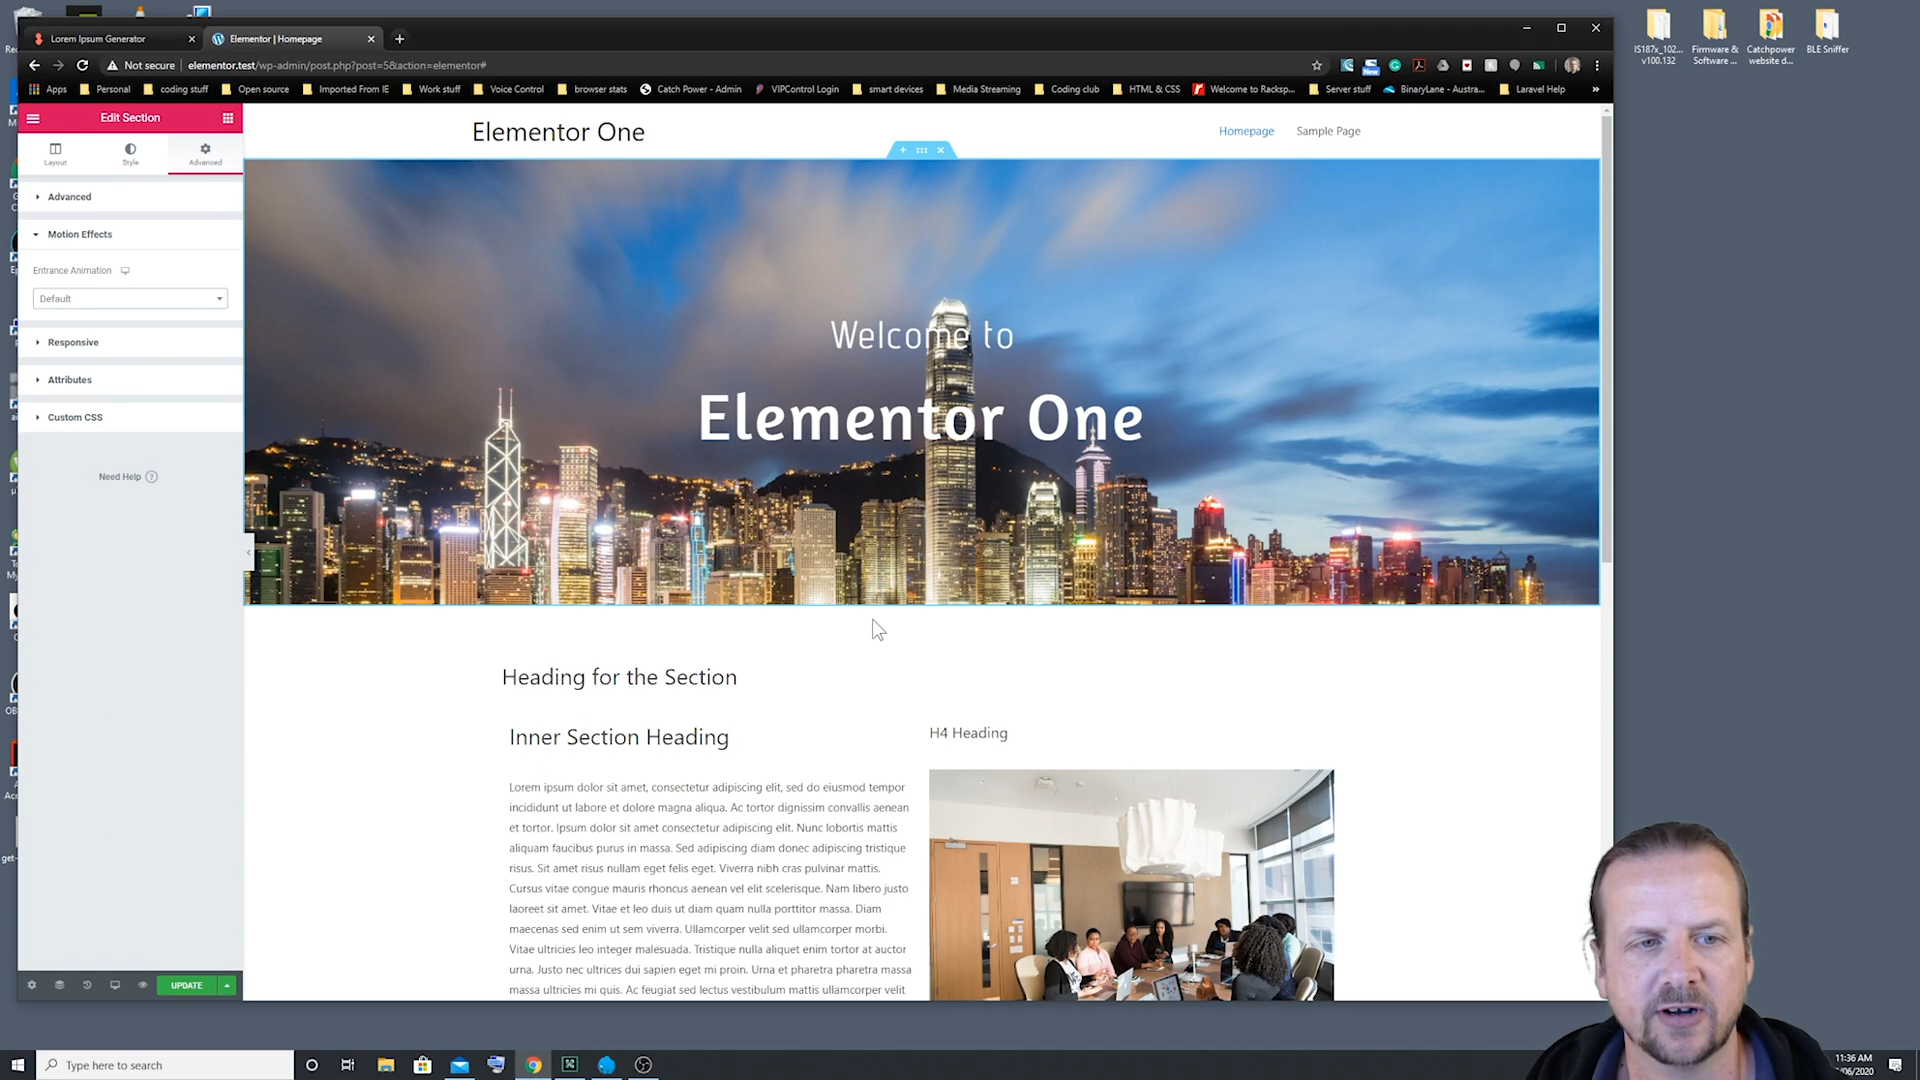 IS187x_102... v100.132
Firmware & Software ...
Catchpower website d...
BLE Sniffer
Lorem Ipsum Generator
Elementor | Homepage
Not secure
elementor.test/wp-admin/post.php?post=5&action=elementor#
New
Apps
Personal
coding stuff
Open source
Imported From IE
Work stuff
Voice Control
browser stats
Catch Power - Admin
VIPControl Login
smart devices
Media Streaming
Coding club
HTML & CSS
Welcome to Racksp...
Server stuff
BinaryLane - Austra...
Laravel Help
»
Edit Section
Layout
Style
Advanced
Advanced
Motion Effects
Entrance Animation
Default
Responsive
Attributes
Custom CSS
Need Help ?
UPDATE
Elementor One
Homepage
Sample Page
Welcome to
Elementor One
Heading for the Section
Inner Section Heading
Lorem ipsum dolor sit amet, consectetur adipiscing elit, sed do eiusmod tempor
incididunt ut labore et dolore magna aliqua. Ac tortor dignissim convallis aenean
et tortor. Ipsum dolor sit amet consectetur adipiscing elit. Nunc lobortis mattis
aliquam faucibus purus in massa. Sed adipiscing diam donec adipiscing tristique
risus. Sit amet risus nullam eget felis eget. Viverra nibh cras pulvinar mattis.
Cursus vitae congue mauris rhoncus aenean vel elit scelerisque. Nam libero justo
laoreet sit amet. Vitae et leo duis ut diam quam nulla porttitor massa. Diam
maecenas sed enim ut sem viverra. Ullamcorper velit sed ullamcorper morbi.
Vitae ultricies leo integer malesuada. Tristique nulla aliquet enim tortor at auctor
urna. Justo nec ultrices dui sapien eget mi proin. Urna et pharetra pharetra massa
massa ultricies mi quis. Ac feugiat sed lectus vestibulum mattis ullamcorper velit
H4 Heading
Type here to search
11:36 AM
/06/2020